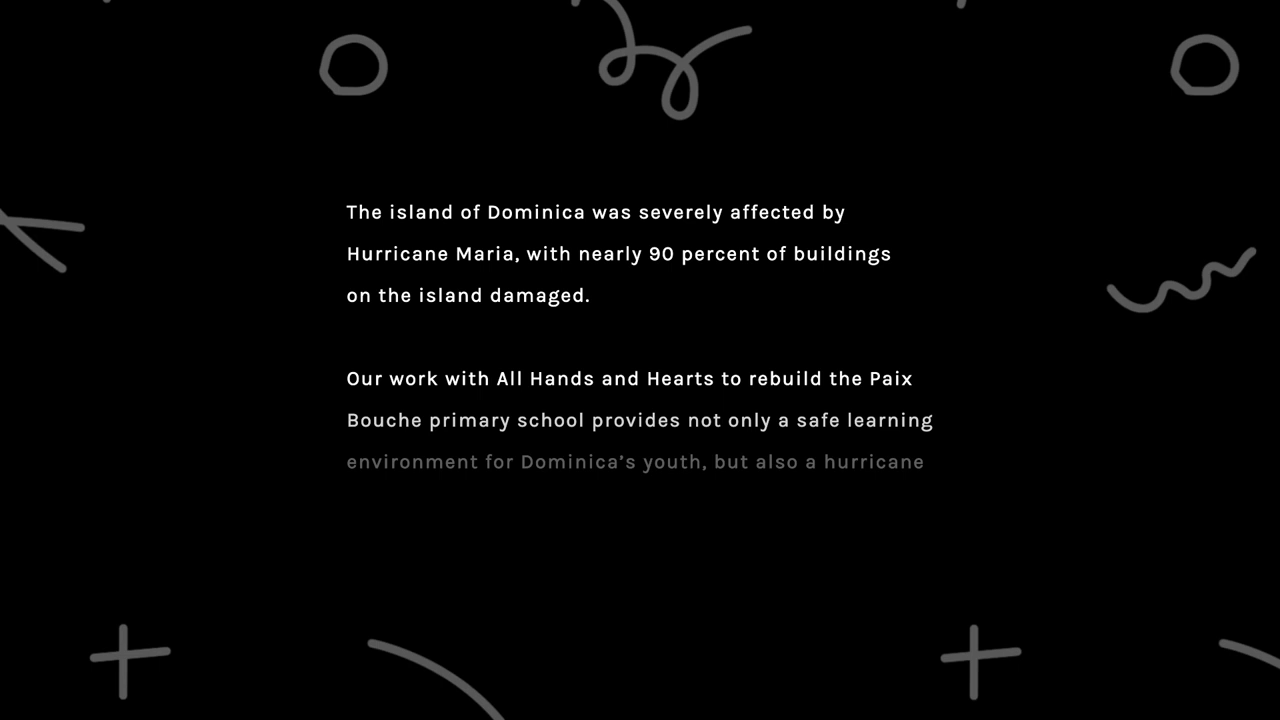 The island of Dominica was severely affected by
Hurricane Maria, with nearly 90 percent of buildings
on the island damaged.
Our work with All Hands and Hearts to rebuild the Paix
Bouche primary school provides not only a safe learning
environment for Dominica’s youth, but also a hurricane